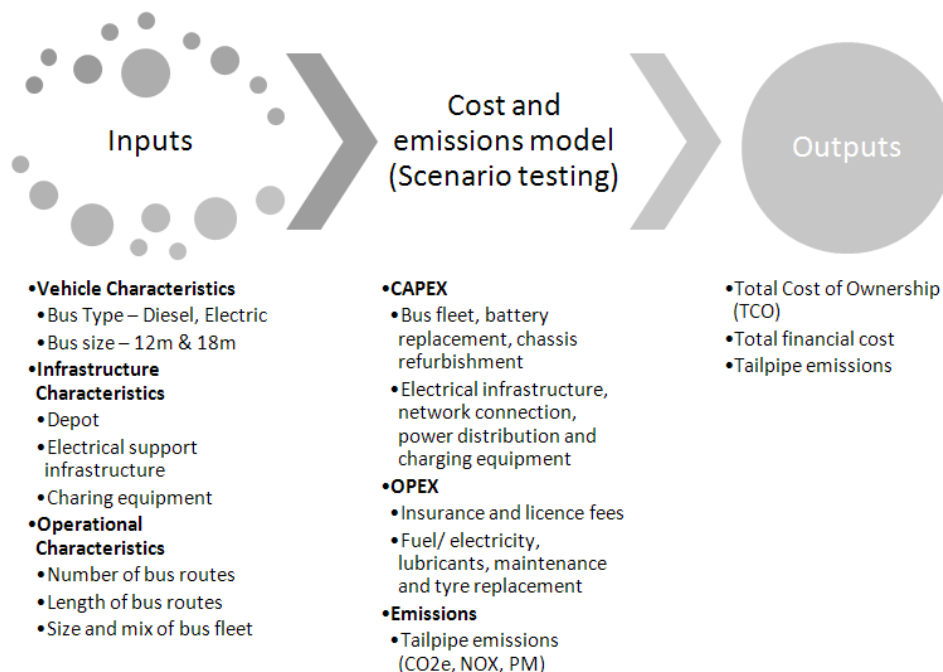 Inputs
Cost and
emissions model
(Scenario testing)
Outputs
•Vehicle Characteristics
•Bus Type – Diesel, Electric
•Bus size – 12m & 18m
•Infrastructure
Characteristics
•Depot
•Electrical support
infrastructure
•Charing equipment
•Operational
Characteristics
•Number of bus routes
•Length of bus routes
•Size and mix of bus fleet
•CAPEX
•Bus fleet, battery
replacement, chassis
refurbishment
•Electrical infrastructure,
network connection,
power distribution and
charging equipment
•OPEX
•Insurance and licence fees
•Fuel/ electricity,
lubricants, maintenance
and tyre replacement
•Emissions
•Tailpipe emissions
(CO2e, NOX, PM)
•Total Cost of Ownership
(TCO)
•Total financial cost
•Tailpipe emissions